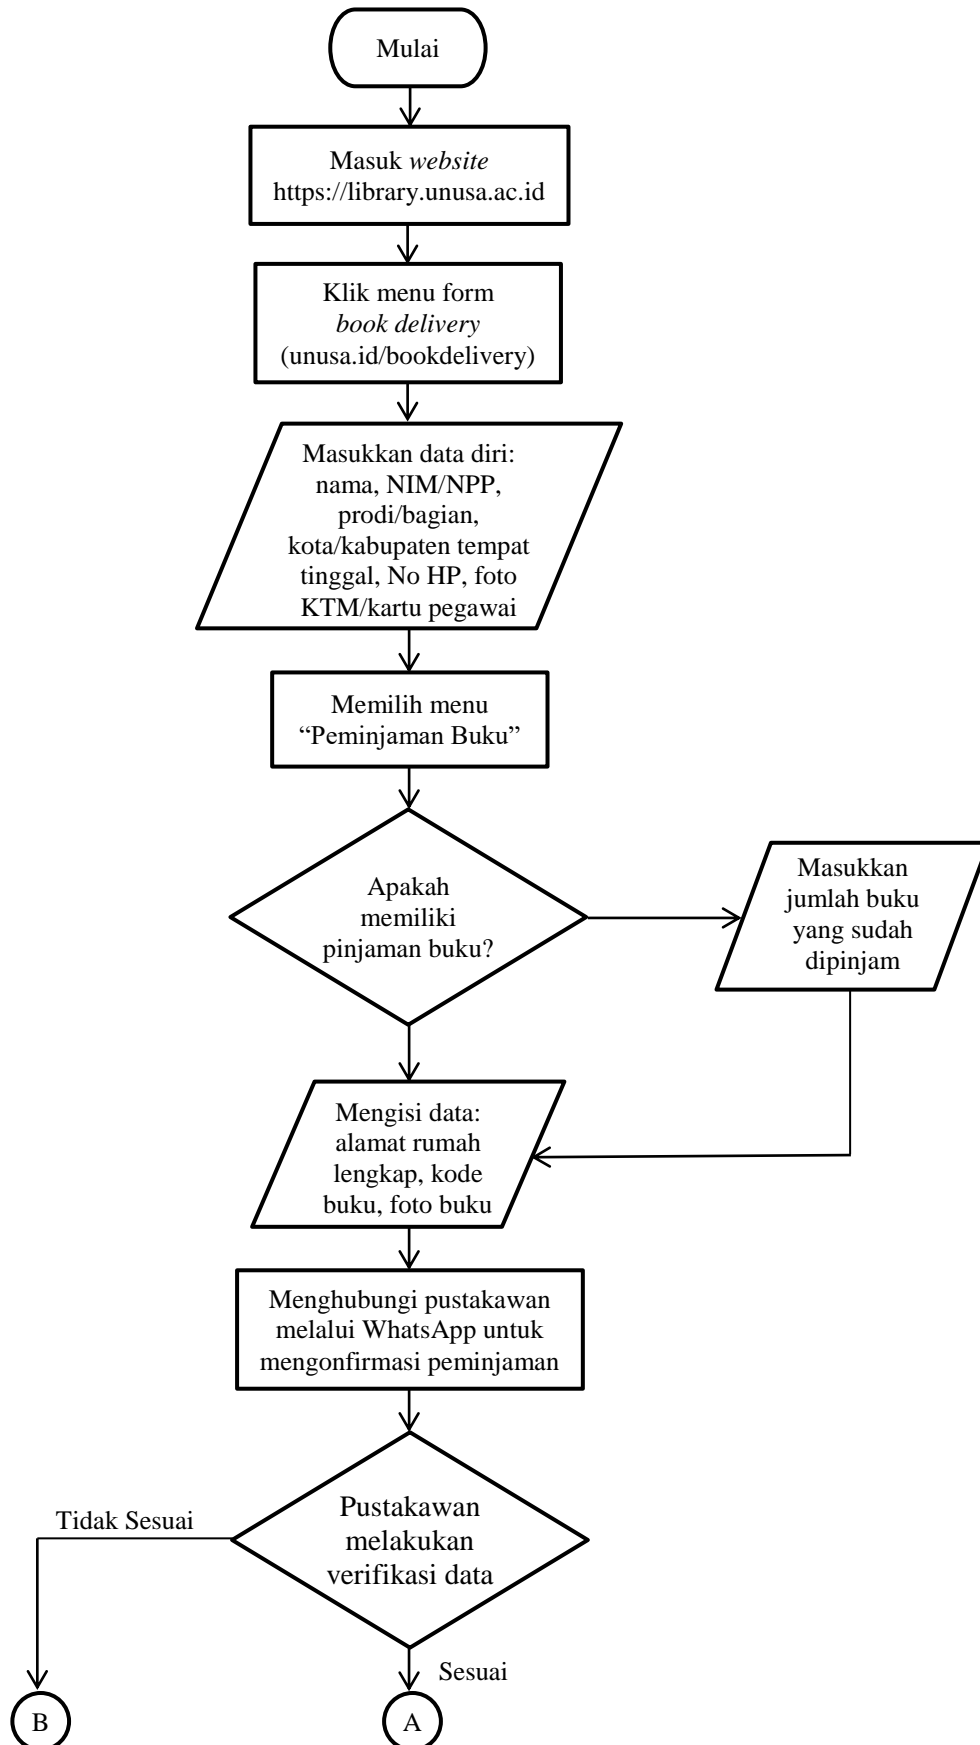 Mulai
Masuk website
https://library.unusa.ac.id
Klik menu form
book delivery
(unusa.id/bookdelivery)
Masukkan data diri:
nama, NIM/NPP,
prodi/bagian,
kota/kabupaten tempat
tinggal, No HP, foto
KTM/kartu pegawai
Memilih menu
“Peminjaman Buku”
Apakah
memiliki
pinjaman buku?
Masukkan
jumlah buku
yang sudah
dipinjam
Mengisi data:
alamat rumah
lengkap, kode
buku, foto buku
Menghubungi pustakawan
melalui WhatsApp untuk
mengonfirmasi peminjaman
Pustakawan
melakukan
verifikasi data
Tidak Sesuai
Sesuai
B
A